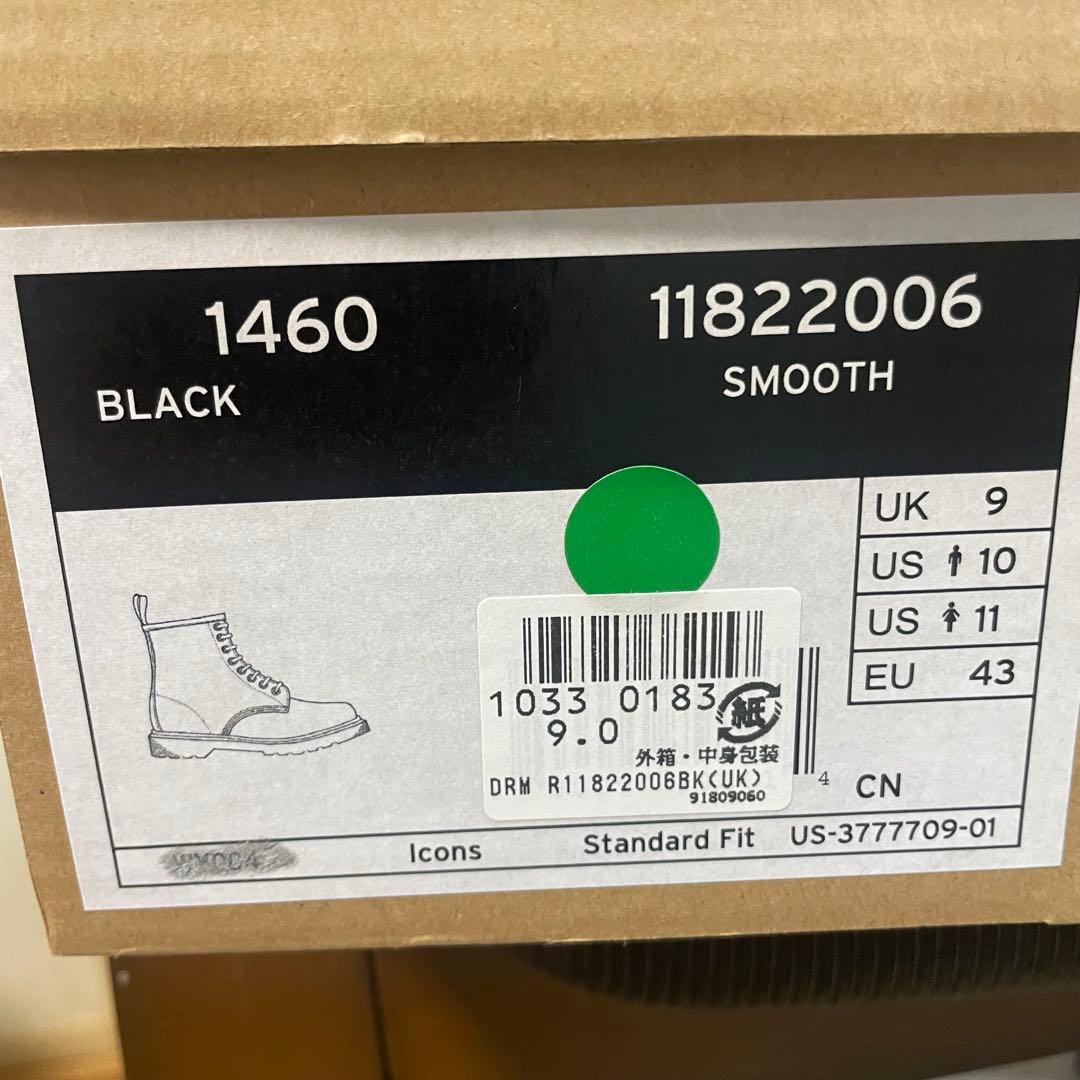 1460
11822006
BLACK
SMOOTH
UK 9
US 10
US 11
EU 43
1033 0183
9.0
紙
外箱・中身包装
DRM R11822006BK(UK)
91809060
4
CN
Icons
Standard Fit
US-3777709-01